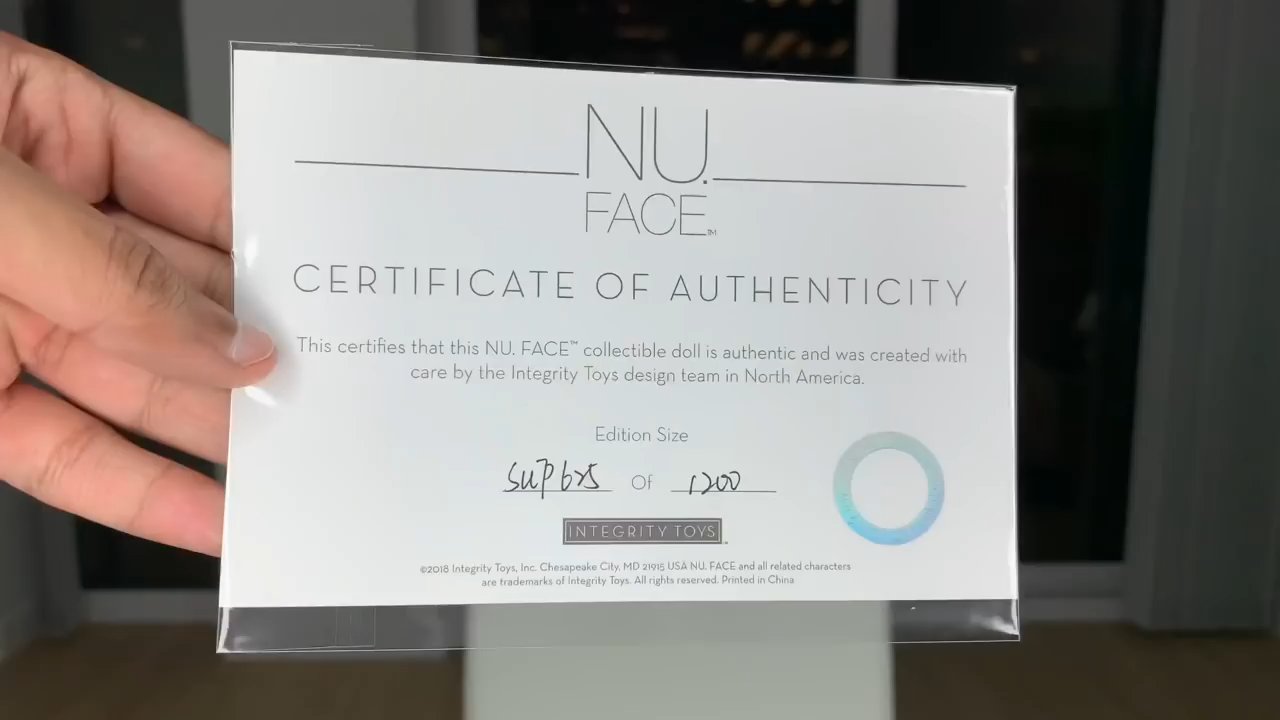 NU.
FACE™
CERTIFICATE OF AUTHENTICITY
This certifies that this NU. FACE™ collectible doll is authentic and was created with
care by the Integrity Toys design team in North America.
Edition Size
SUP625 Of 1200
INTEGRITY TOYS
©2018 Integrity Toys, Inc. Chesapeake City, MD 21915 USA NU. FACE and all related characters
are trademarks of Integrity Toys. All rights reserved. Printed in China